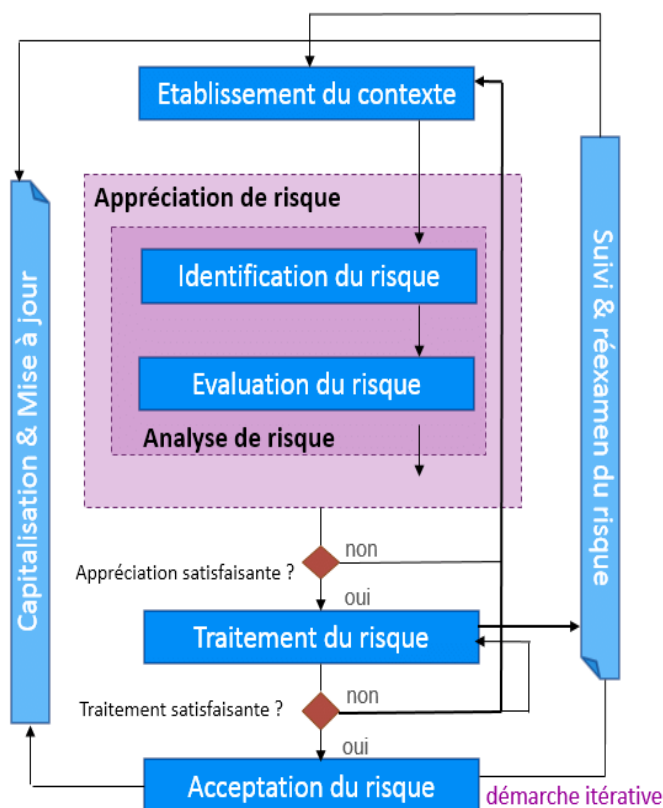 Etablissement du contexte
Appréciation de risque
Identification du risque
Evaluation du risque
Analyse de risque
Capitalisation & Mise à jour
Suivi & réexamen du risque
non
Appréciation satisfaisante ?
oui
Traitement du risque
non
Traitement satisfaisante ?
oui
Acceptation du risque
démarche itérative